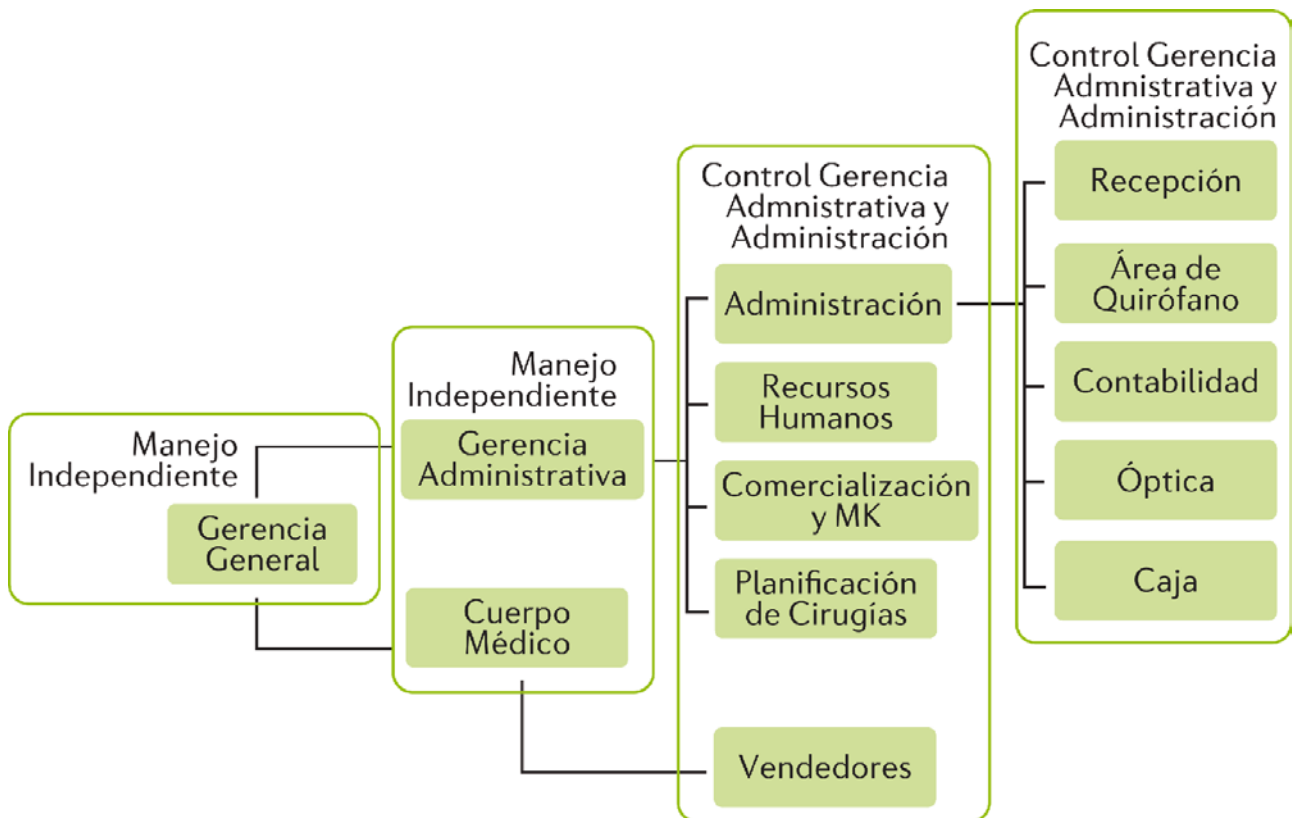 Manejo
Independiente
Gerencia
General
Manejo
Independiente
Gerencia
Administrativa
Cuerpo
Médico
Control Gerencia
Admnistrativa y
Administración
Administración
Recursos
Humanos
Comercialización
y MK
Planificación
de Cirugías
Vendedores
Control Gerencia
Admnistrativa y
Administración
Recepción
Área de
Quirófano
Contabilidad
Óptica
Caja